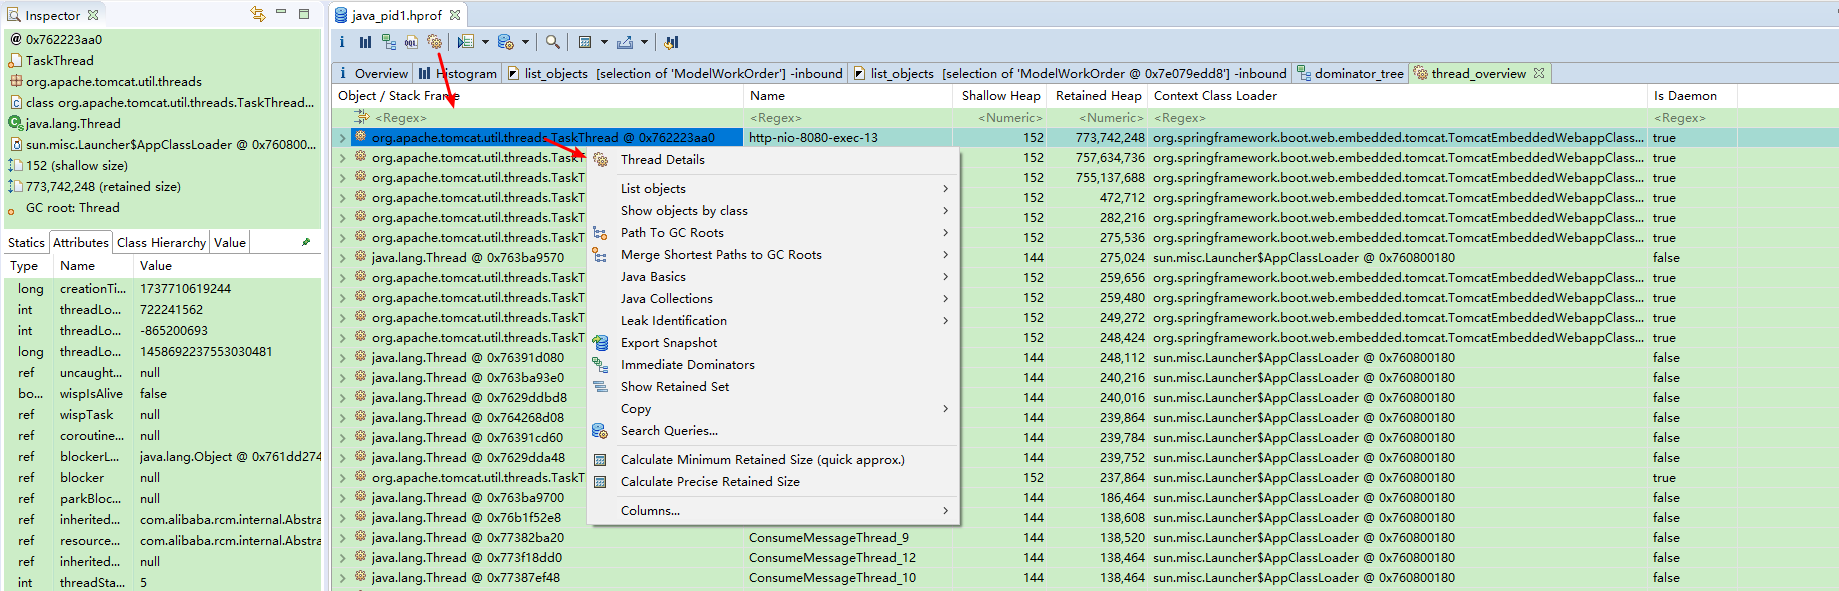 Inspector
@ 0x762223aa0
TaskThread
org.apache.tomcat.util.threads
class org.apache.tomcat.util.threads.TaskThread...
java.lang.Thread
sun.misc.Launcher$AppClassLoader @ 0x760800...
152 (shallow size)
773,742,248 (retained size)
GC root: Thread
Statics Attributes Class Hierarchy Value
Type Name Value
long creationTi... 1737710619244
int threadLo... 722241562
int threadLo... -865200693
long threadLo... 1458692237553030481
ref uncaught... null
bo... wispIsAlive false
ref wispTask null
ref coroutine... null
ref blockerL... java.lang.Object @ 0x761dd274
ref blocker null
ref parkBloc... null
ref inherited... com.alibaba.rcm.internal.Abstra
ref resource... com.alibaba.rcm.internal.Abstra
ref inherited... null
int threadSta... 5
java_pid1.hprof
i OQL
i Overview Histogram list_objects [selection of 'ModelWorkOrder'] -inbound list_objects [selection of 'ModelWorkOrder @ 0x7e079edd8'] -inbound dominator_tree thread_overview
Object / Stack Frame Name Shallow Heap Retained Heap Context Class Loader Is Daemon
<Regex> <Regex> <Numeric> <Numeric> <Regex> <Regex>
org.apache.tomcat.util.threads.TaskThread @ 0x762223aa0 http-nio-8080-exec-13 152 773,742,248 org.springframework.boot.web.embedded.tomcat.TomcatEmbeddedWebappClass... true
org.apache.tomcat.util.threads.TaskT 152 757,634,736 org.springframework.boot.web.embedded.tomcat.TomcatEmbeddedWebappClass... true
org.apache.tomcat.util.threads.TaskT 152 755,137,688 org.springframework.boot.web.embedded.tomcat.TomcatEmbeddedWebappClass... true
org.apache.tomcat.util.threads.TaskT 152 472,712 org.springframework.boot.web.embedded.tomcat.TomcatEmbeddedWebappClass... true
org.apache.tomcat.util.threads.TaskT 152 282,216 org.springframework.boot.web.embedded.tomcat.TomcatEmbeddedWebappClass... true
org.apache.tomcat.util.threads.TaskT 152 275,536 org.springframework.boot.web.embedded.tomcat.TomcatEmbeddedWebappClass... true
java.lang.Thread @ 0x763ba9570 144 275,024 sun.misc.Launcher$AppClassLoader @ 0x760800180 false
org.apache.tomcat.util.threads.TaskT 152 259,656 org.springframework.boot.web.embedded.tomcat.TomcatEmbeddedWebappClass... true
org.apache.tomcat.util.threads.TaskT 152 259,480 org.springframework.boot.web.embedded.tomcat.TomcatEmbeddedWebappClass... true
org.apache.tomcat.util.threads.TaskT 152 249,272 org.springframework.boot.web.embedded.tomcat.TomcatEmbeddedWebappClass... true
org.apache.tomcat.util.threads.TaskT 152 248,424 org.springframework.boot.web.embedded.tomcat.TomcatEmbeddedWebappClass... true
java.lang.Thread @ 0x76391d080 144 248,112 sun.misc.Launcher$AppClassLoader @ 0x760800180 false
java.lang.Thread @ 0x763ba93e0 144 240,216 sun.misc.Launcher$AppClassLoader @ 0x760800180 false
java.lang.Thread @ 0x7629ddbd8 144 240,016 sun.misc.Launcher$AppClassLoader @ 0x760800180 false
java.lang.Thread @ 0x764268d08 144 239,864 sun.misc.Launcher$AppClassLoader @ 0x760800180 false
java.lang.Thread @ 0x76391cd60 144 239,784 sun.misc.Launcher$AppClassLoader @ 0x760800180 false
java.lang.Thread @ 0x7629dda48 144 239,752 sun.misc.Launcher$AppClassLoader @ 0x760800180 false
org.apache.tomcat.util.threads.TaskT 152 237,864 sun.misc.Launcher$AppClassLoader @ 0x760800180 true
java.lang.Thread @ 0x763ba9700 144 186,464 sun.misc.Launcher$AppClassLoader @ 0x760800180 false
java.lang.Thread @ 0x76b1f52e8 144 138,608 sun.misc.Launcher$AppClassLoader @ 0x760800180 false
java.lang.Thread @ 0x77382ba20 ConsumeMessageThread_9 144 138,520 sun.misc.Launcher$AppClassLoader @ 0x760800180 false
java.lang.Thread @ 0x773f18dd0 ConsumeMessageThread_12 144 138,464 sun.misc.Launcher$AppClassLoader @ 0x760800180 false
java.lang.Thread @ 0x77387ef48 ConsumeMessageThread_10 144 138,464 sun.misc.Launcher$AppClassLoader @ 0x760800180 false
Thread Details
List objects
Show objects by class
Path To GC Roots
Merge Shortest Paths to GC Roots
Java Basics
Java Collections
Leak Identification
Export Snapshot
Immediate Dominators
Show Retained Set
Copy
Search Queries...
Calculate Minimum Retained Size (quick approx.)
Calculate Precise Retained Size
Columns...